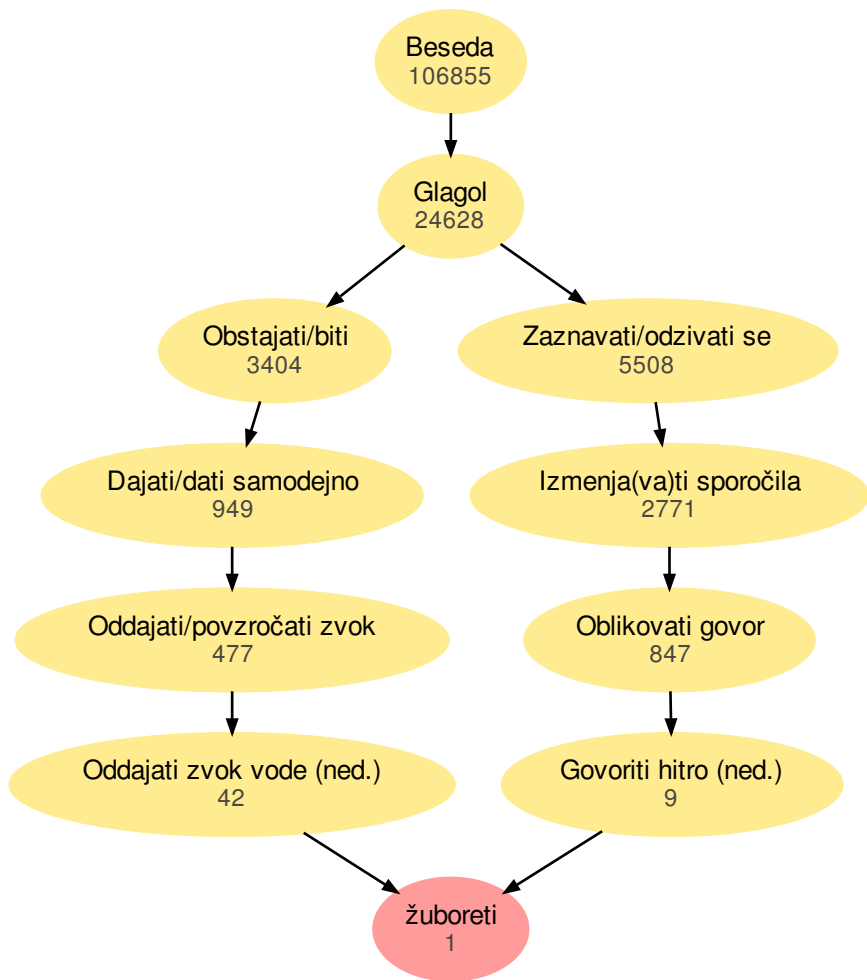 Beseda
106855
Glagol
24628
Obstajati/biti
3404
Zaznavati/odzivati se
5508
Dajati/dati samodejno
949
Izmenja(va)ti sporočila
2771
Oddajati/povzročati zvok
477
Oblikovati govor
847
Oddajati zvok vode (ned.)
42
Govoriti hitro (ned.)
9
žuboreti
1